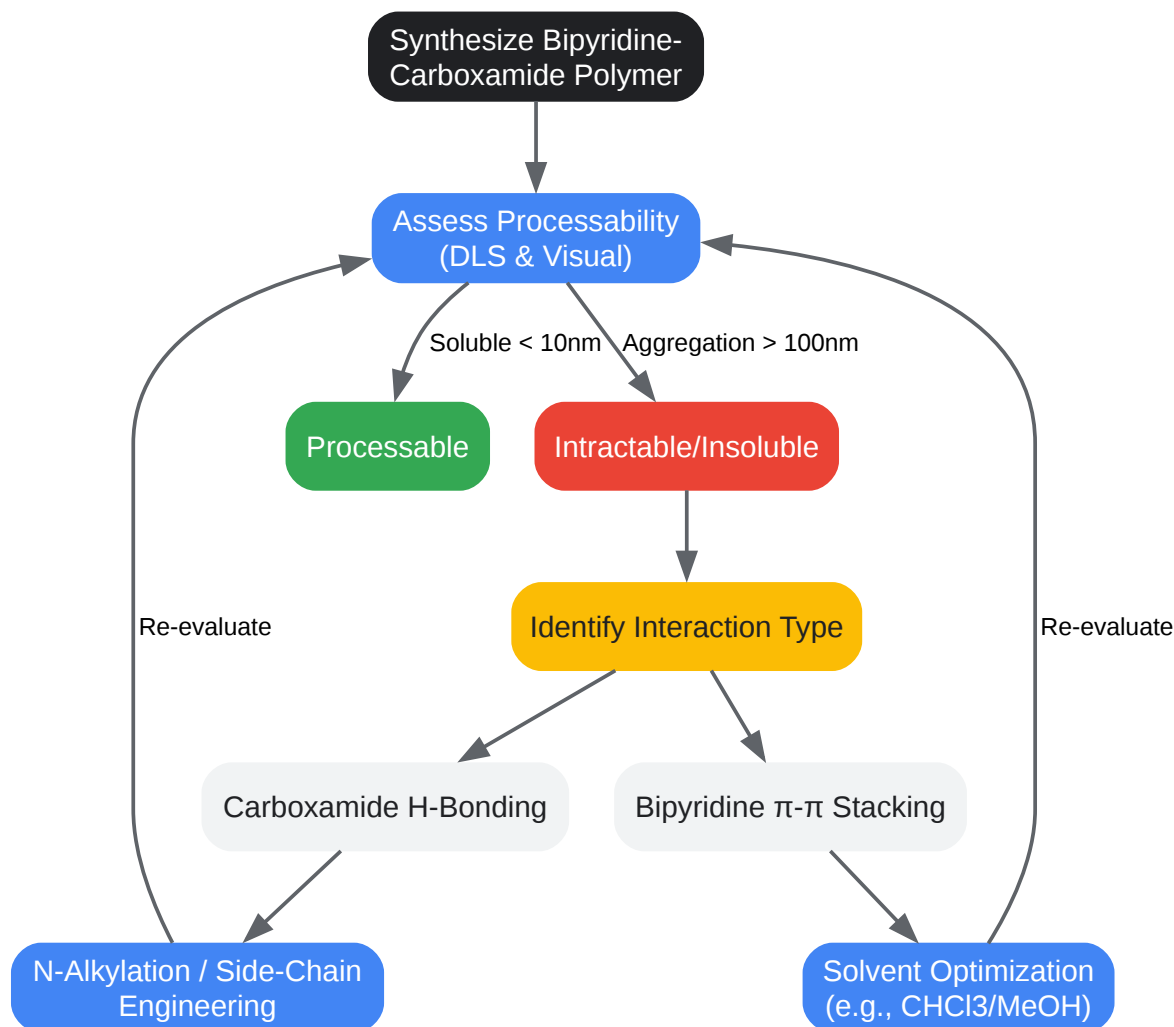 Synthesize Bipyridine-
Carboxamide Polymer
Assess Processability
(DLS & Visual)
Soluble < 10nm
Aggregation > 100nm
Processable
Intractable/Insoluble
Identify Interaction Type
Re-evaluate
Re-evaluate
Carboxamide H-Bonding
Bipyridine π-π Stacking
N-Alkylation / Side-Chain
Engineering
Solvent Optimization
(e.g., CHCl3/MeOH)